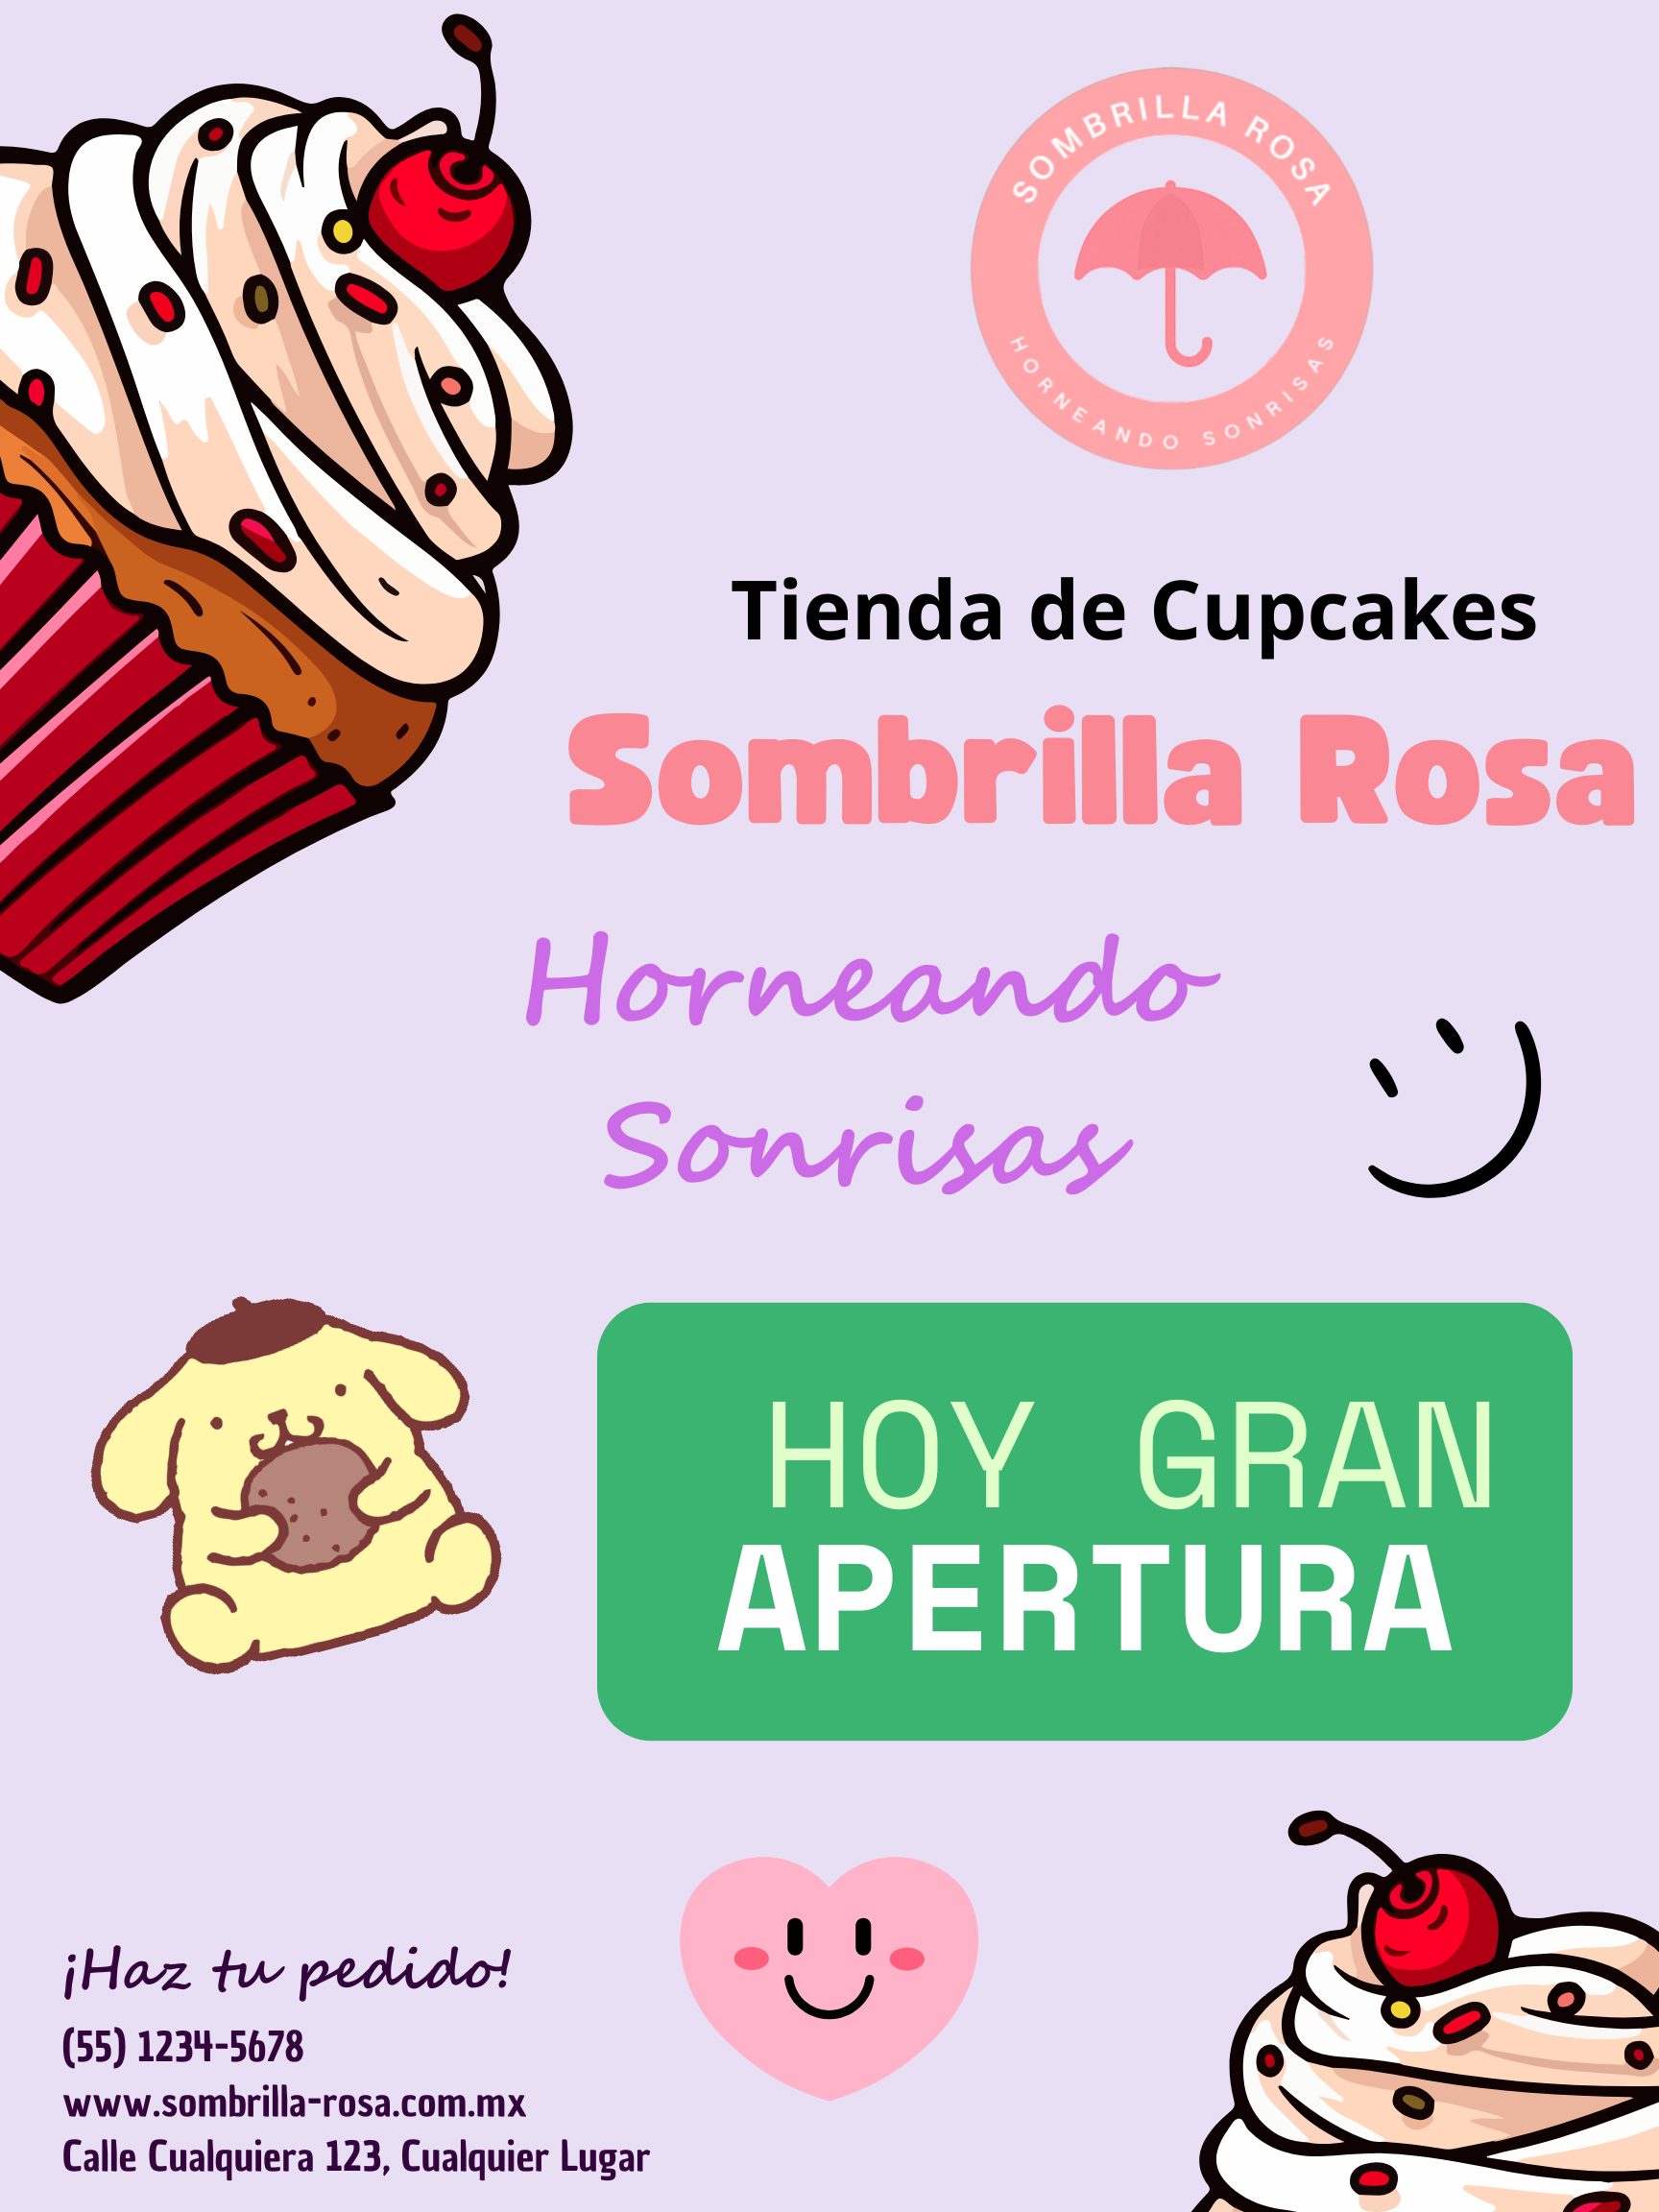 SOMBRILLA ROSA
HORNEANDO SONRISAS
Tienda de Cupcakes
Sombrilla Rosa
Horneando
Sonrisas
HOY GRAN
APERTURA
¡Haz tu pedido!
(55) 1234-5678
www.sombrilla-rosa.com.mx
Calle Cualquiera 123, Cualquier Lugar